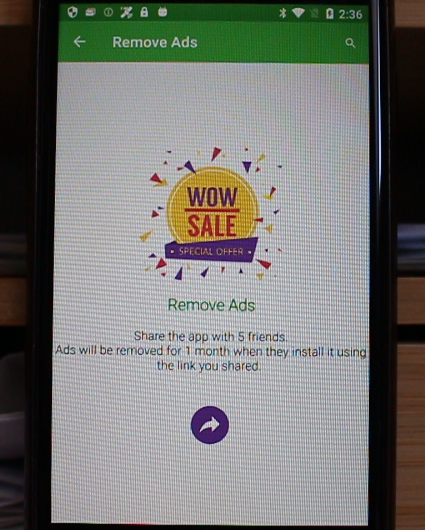 2:36
Remove Ads
WOW
SALE
• SPECIAL OFFER •
Remove Ads
Share the app with 5 friends.
Ads will be removed for 1 month when they install it using
the link you shared.